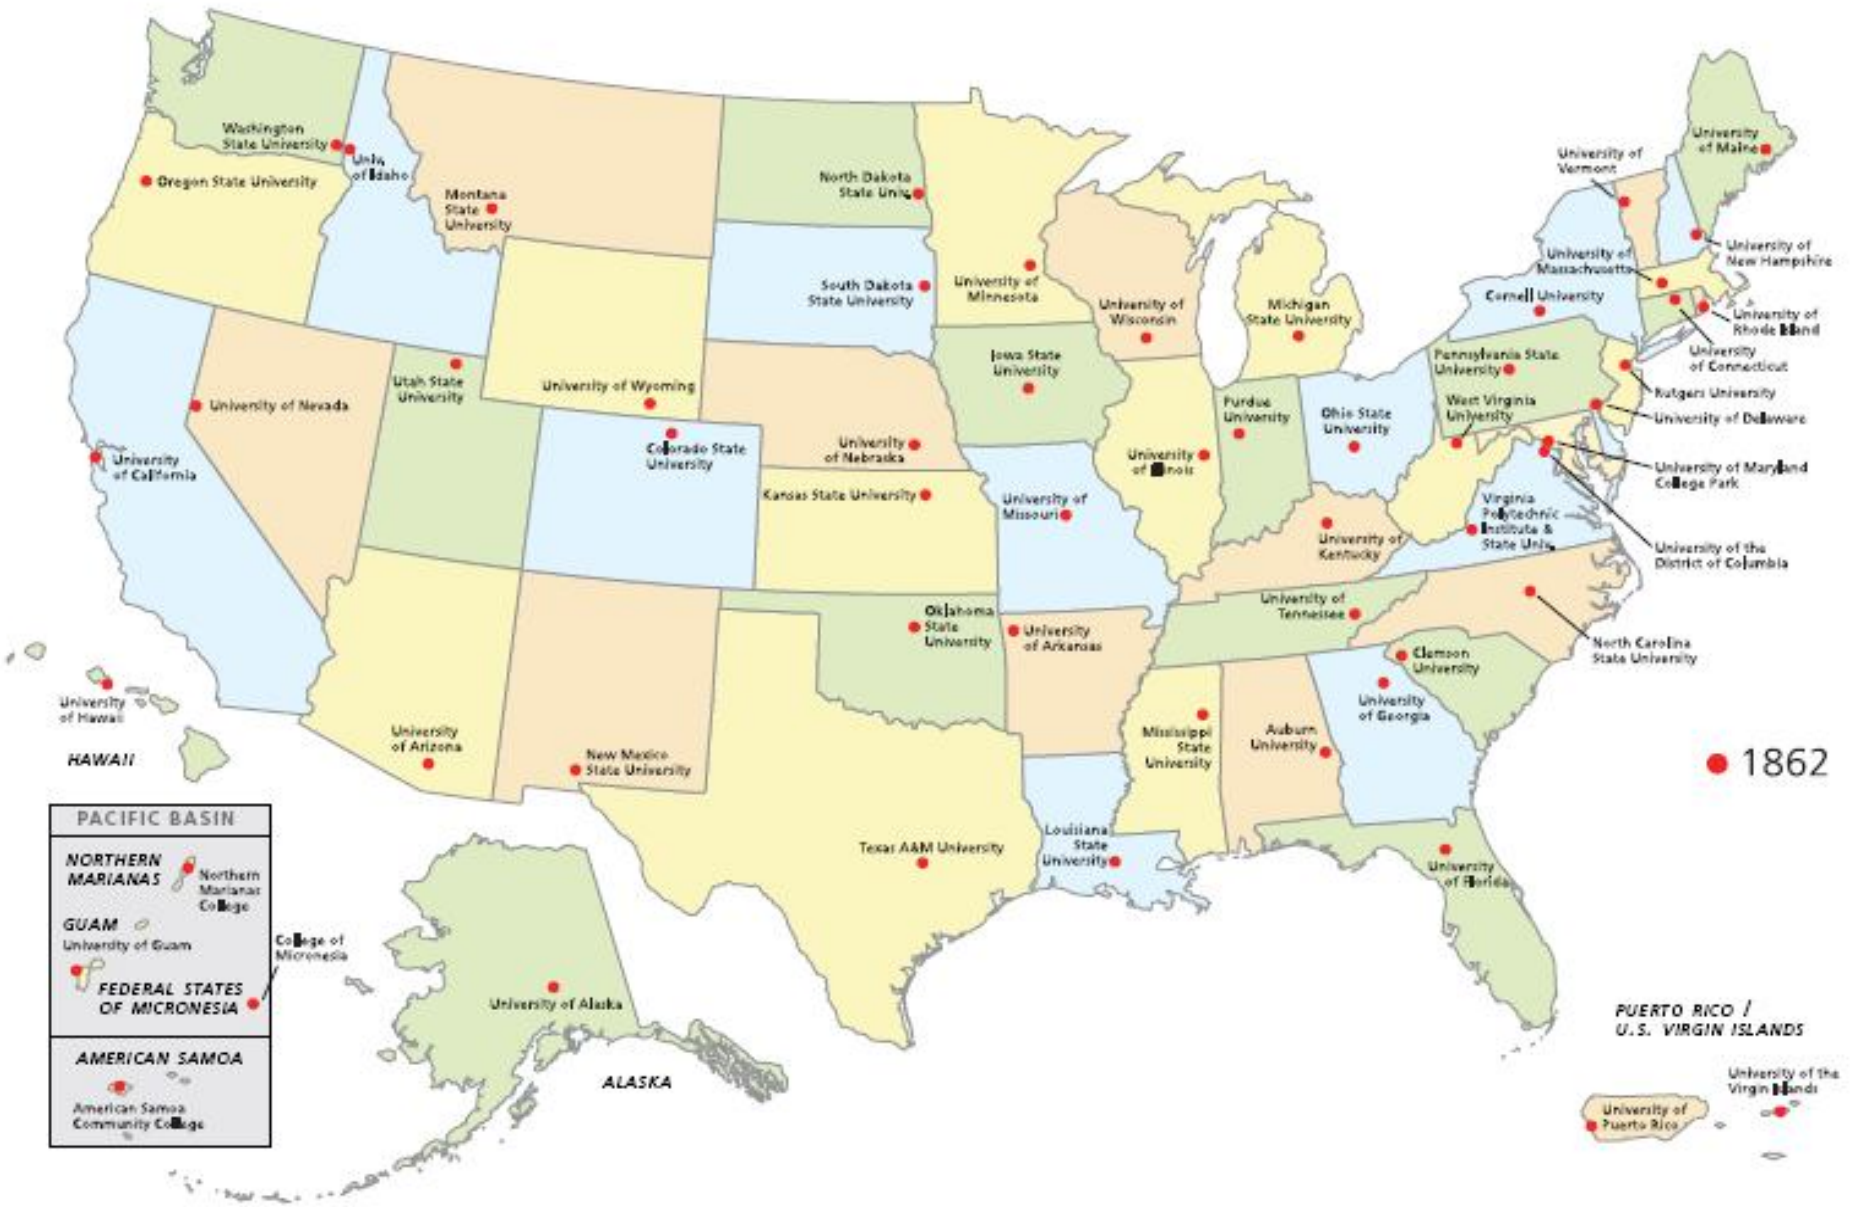 Washington
State University
Univ.
of Idaho
Oregon State University
Montana
State
University
North Dakota
State Univ.
University of
Vermont
University
of Maine
University of
New Hampshire
University of
Massachusetts
Cornell University
University of
Rhode Island
University
of Connecticut
South Dakota
State University
University of
Minnesota
University of
Wisconsin
Michigan
State University
Iowa State
University
Pennsylvania State
University
Rutgers University
University of Delaware
West Virginia
University
Utah State
University
University of Wyoming
University of Nevada
University
of California
Colorado State
University
University
of Nebraska
Kansas State University
University of
Missouri
University
of Illinois
Purdue
University
Ohio State
University
University of Maryland
College Park
Virginia
Polytechnic
Institute &
State Univ.
University of the
District of Columbia
University of
Kentucky
University of
Tennessee
North Carolina
State University
Oklahoma
State
University
University
of Arkansas
Clemson
University
University
of Georgia
University
of Hawaii
HAWAII
University
of Arizona
New Mexico
State University
Mississippi
State
University
Auburn
University
1862
Texas A&M University
Louisiana
State
University
University
of Florida
PACIFIC BASIN
NORTHERN
MARIANAS
Northern
Marianas
College
GUAM
University of Guam
College of
Micronesia
FEDERAL STATES
OF MICRONESIA
AMERICAN SAMOA
American Samoa
Community College
University of Alaska
ALASKA
PUERTO RICO /
U.S. VIRGIN ISLANDS
University of the
Virgin Islands
University of
Puerto Rico